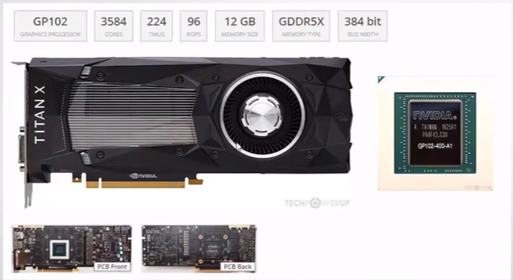 GP102
GRAPHICS PROCESSOR
3584
CORES
224
TMUS
96
ROPS
12 GB
MEMORY SIZE
GDDR5X
MEMORY TYPE
384 bit
BUS WIDTH
TITAN X
NVIDIA
TECHPOWERUP
NVIDIA
GP102-400-A1
PCB Front
PCB Back